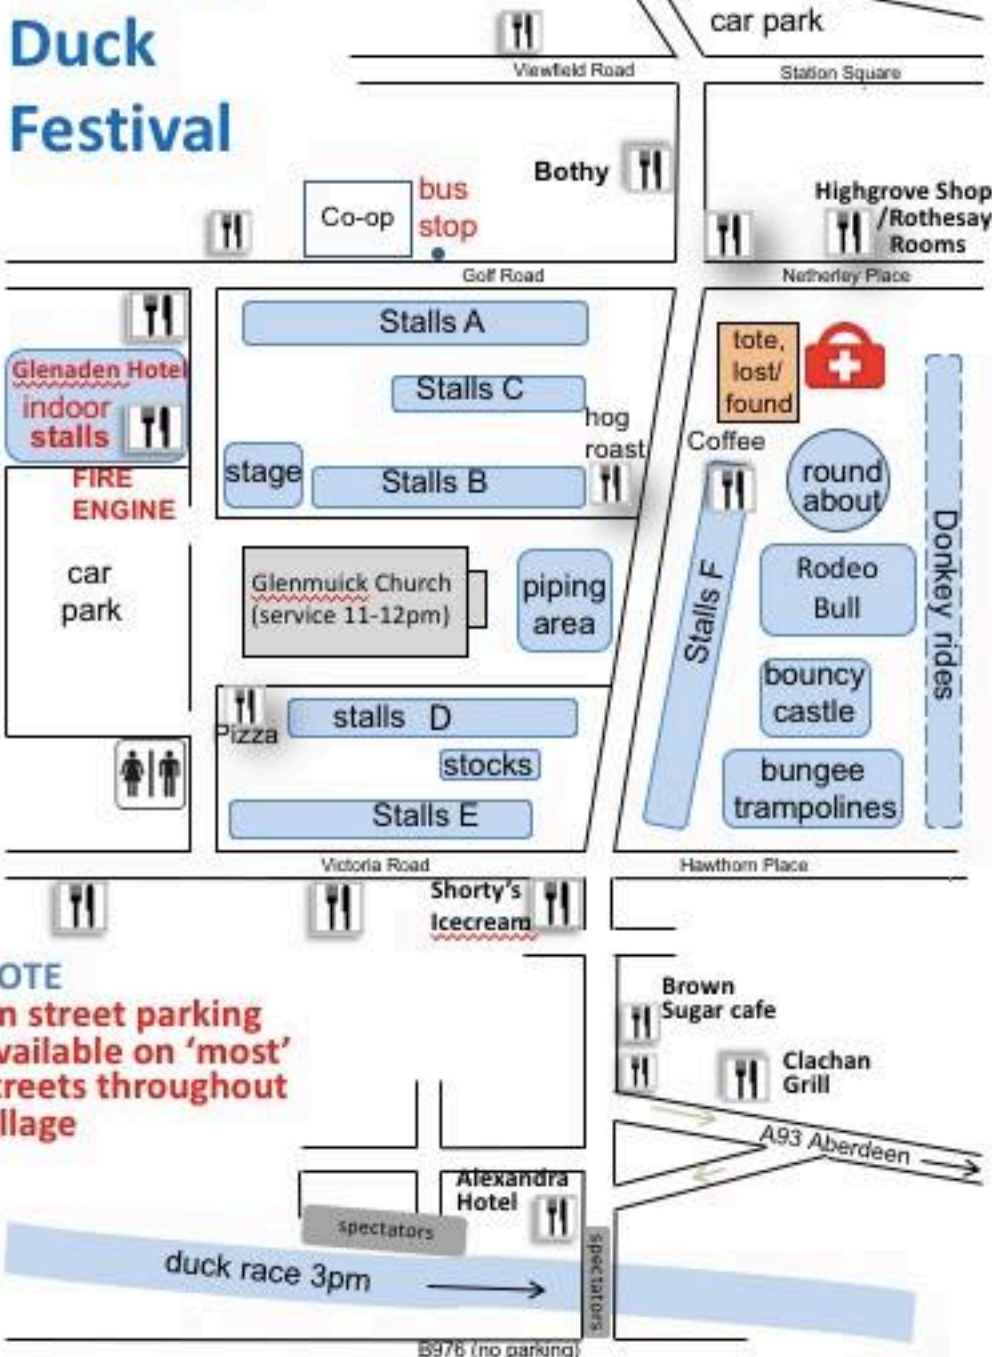 Duck
Festival
car park
Viewfield Road
Station Square
Bothy
Highgrove Shop
/Rothesay
Rooms
Co-op
bus
stop
Golf Road
Netherley Place
Stalls A
Glenaden Hotel
indoor
stalls
FIRE
ENGINE
Stalls C
hog
roast
stage
Stalls B
tote,
lost/
found
Coffee
round
about
Donkey rides
car
park
Glenmuick Church
(service 11-12pm)
piping
area
Stalls F
Rodeo
Bull
bouncy
castle
Pizza
stalls D
stocks
Stalls E
bungee
trampolines
Victoria Road
Hawthorn Place
Shorty's
Icecream
OTE
n street parking
vailable on 'most'
treets throughout
llage
Brown
Sugar cafe
Clachan
Grill
A93 Aberdeen
Alexandra
Hotel
spectators
spectators
duck race 3pm
B976 (no parking)